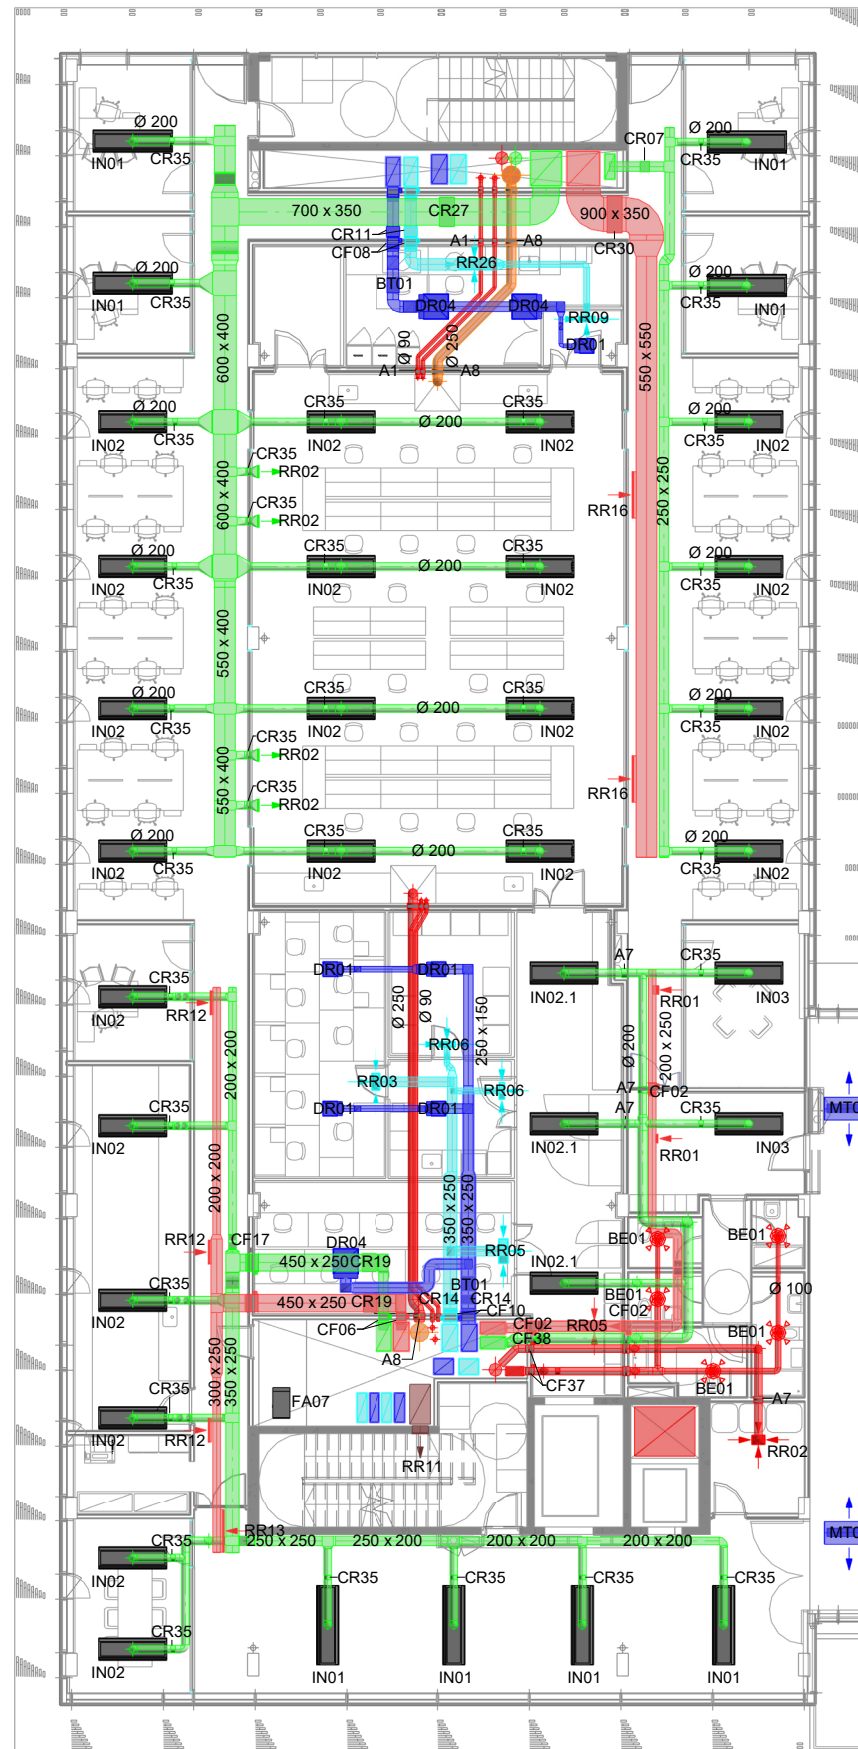 Ø 200
IN01
CR35
CR07
Ø 200
CR35
IN01
700 x 350
CR27
900 x 350
CR30
CR11
CF08
A1
A8
RR26
BT01
Ø 200
IN01
CR35
Ø 200
CR35
IN01
DR04
DR04
RR09
DR01
600 x 400
Ø 90
Ø 250
A1
A8
550 x 550
Ø 200
CR35
IN02
CR35
IN02
Ø 200
CR35
IN02
Ø 200
CR35
IN02
CR35
RR02
CR35
RR02
600 x 400
RR16
250 x 250
Ø 200
CR35
IN02
CR35
IN02
Ø 200
CR35
IN02
Ø 200
CR35
IN02
550 x 400
Ø 200
CR35
IN02
CR35
IN02
Ø 200
CR35
IN02
Ø 200
CR35
IN02
CR35
RR02
CR35
RR02
550 x 400
RR16
Ø 200
CR35
IN02
CR35
IN02
Ø 200
CR35
IN02
Ø 200
CR35
IN02
CR35
IN02
RR12
DR01
DR01
IN02.1
A7
CR35
IN03
RR01
Ø 250
Ø 90
250 x 150
200 x 200
Ø 200
200 x 250
RR06
RR03
RR06
A7
CF02
A7
CR35
IN02
DR01
DR01
IN02.1
CR35
IN03
RR01
MT0
200 x 200
RR12
CF17
DR04
350 x 250
350 x 250
RR05
BE01
BE01
450 x 250
CR19
BT01
IN02.1
BE01
CF02
Ø 100
CR35
IN02
450 x 250
CR19
CR14
CR14
CF10
CF06
A8
CF02
RR05
CF38
BE01
CF37
BE01
300 x 250
350 x 250
CR35
IN02
RR12
FA07
A7
RR11
RR02
RR13
250 x 250
250 x 200
200 x 200
200 x 200
MT0
CR35
IN02
CR35
CR35
CR35
CR35
CR35
IN02
IN01
IN01
IN01
IN01